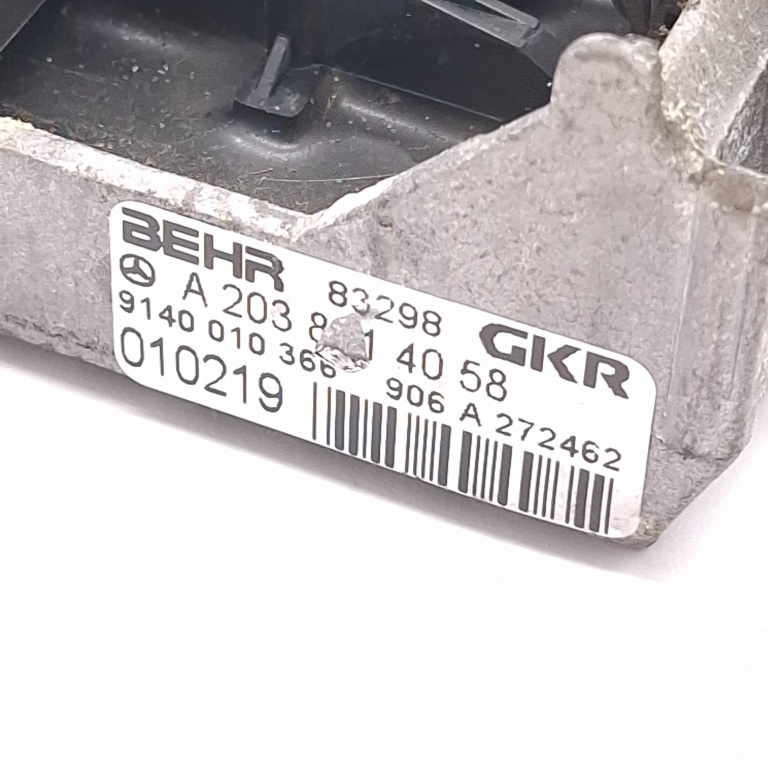 BEHR 83298 GKR
A 203 8 1 40 58
9140 010 366 906 A 272462
010219